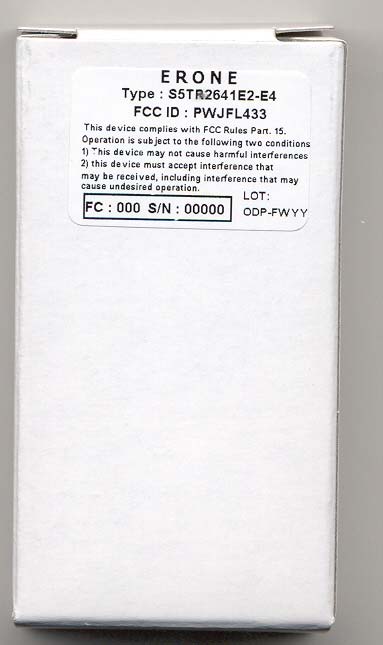 ERONE
Type : S5TR2641E2-E4
FCC ID : PWJFL433
This device complies with FCC Rules Part. 15.
Operation is subject to the following two conditions
1) This device may not cause harmful interferences
2) this device must accept interference that
may be received, including interference that may
cause undesired operation.
FC : 000 S/N : 00000
LOT:
ODP-FWYY